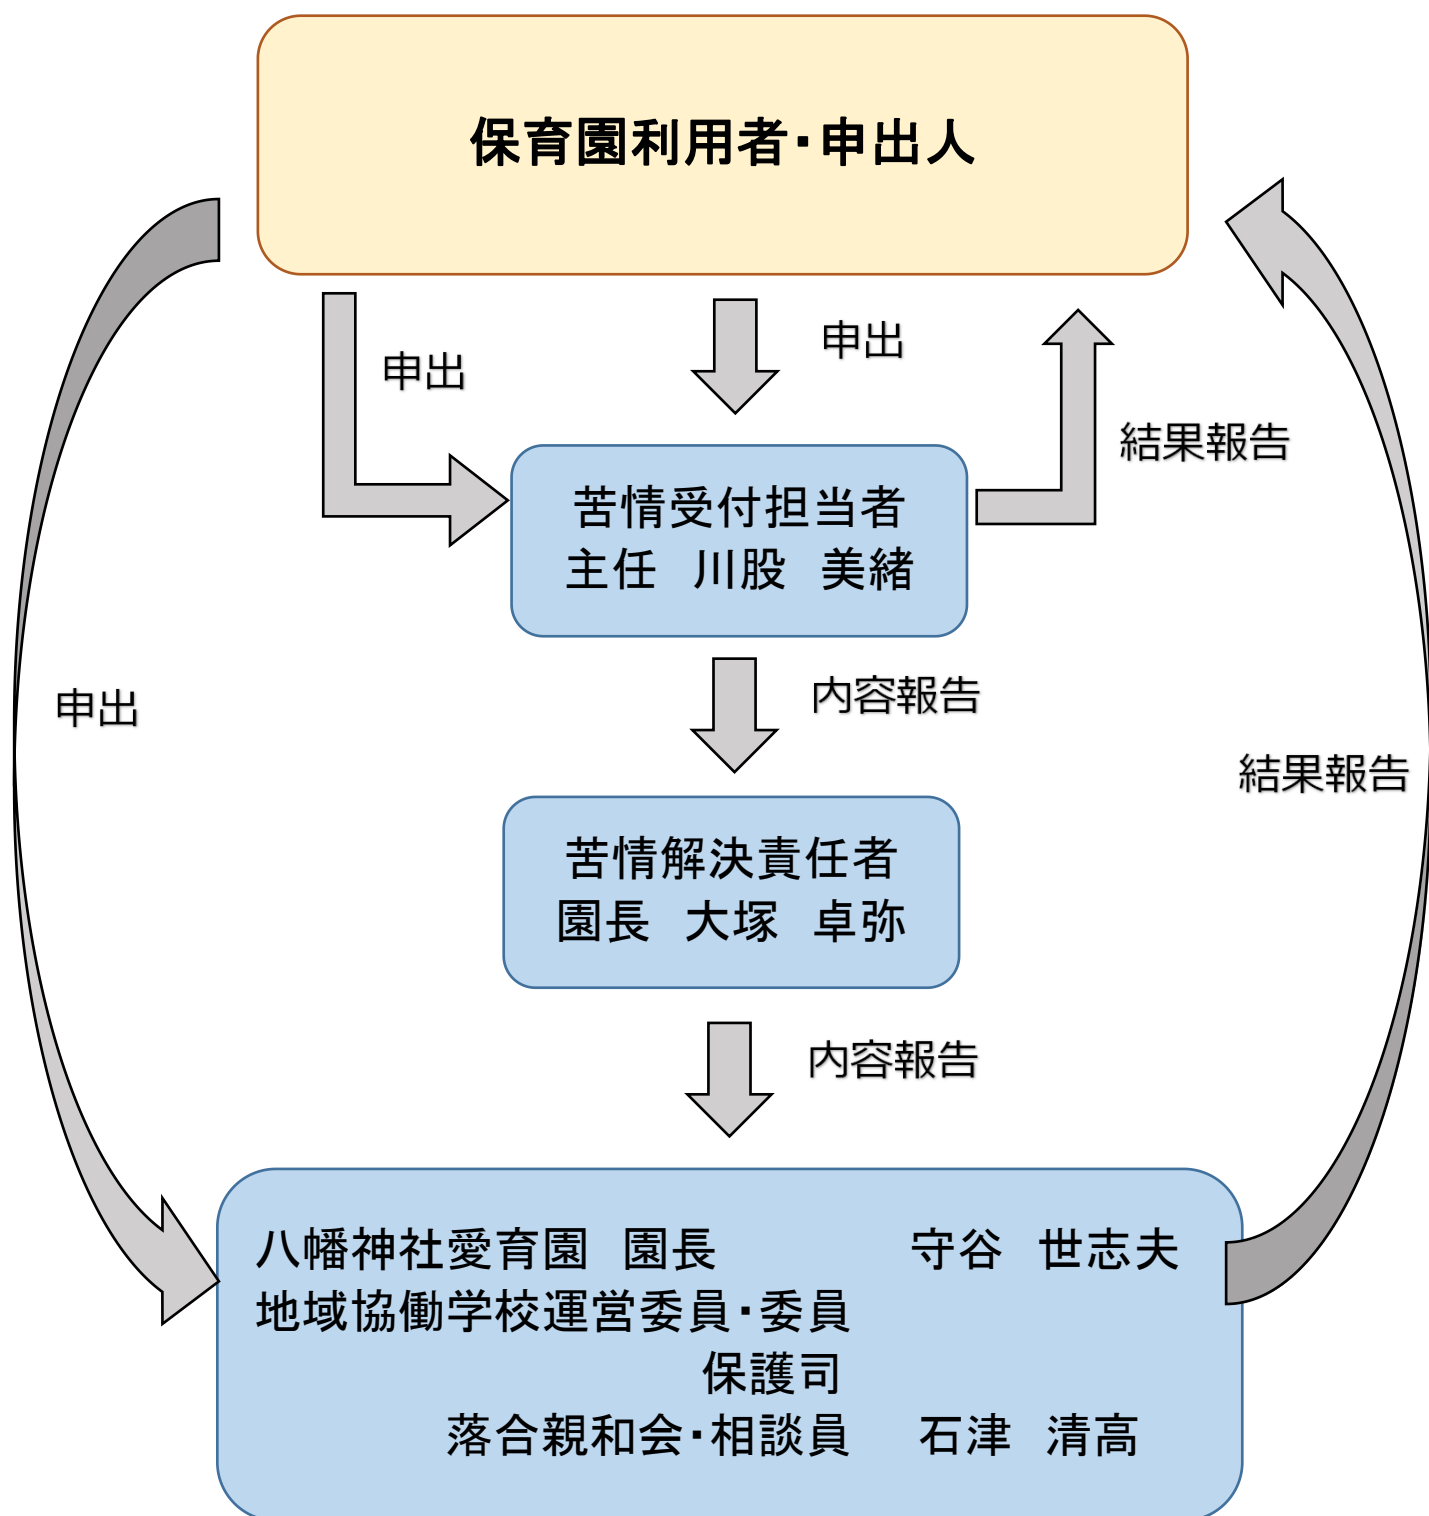 保育園利用者・申出人
申出
申出
結果報告
苦情受付担当者
主任　川股　美緒
申出
内容報告
結果報告
苦情解決責任者
園長　大塚　卓弥
内容報告
八幡神社愛育園　園長　　　　守谷　世志夫
地域協働学校運営委員・委員
保護司
落合親和会・相談員　石津　清高